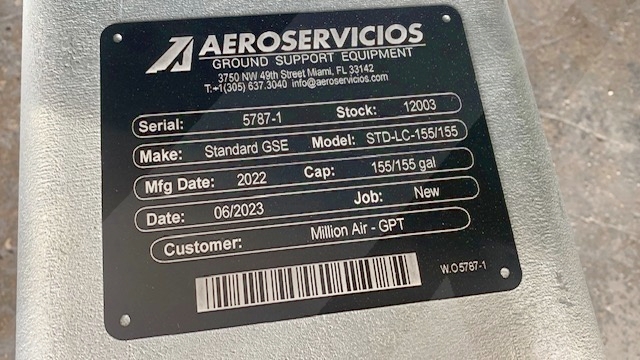 AEROSERVICIOS
GROUND SUPPORT EQUIPMENT
3750 NW 49th Street Miami, FL 33142
T:+1(305) 637.3040 info@aeroservicios.com
Serial: 5787-1 Stock: 12003
Make: Standard GSE Model: STD-LC-155/155
Mfg Date: 2022 Cap: 155/155 gal
Date: 06/2023 Job: New
Customer: Million Air - GPT
W.O5787-1